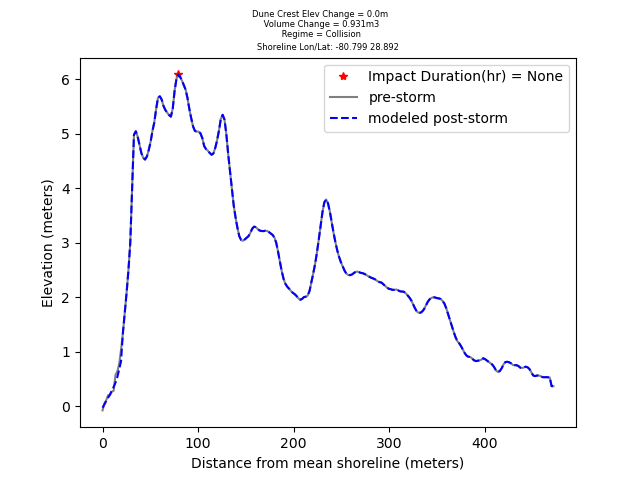 Dune Crest Elev Change = 0.0m
Volume Change = 0.931m3
Regime = Collision
Shoreline Lon/Lat: -80.799 28.892
Impact Duration(hr) = None
pre-storm
modeled post-storm
Elevation (meters)
6
5
4
3
2
1
0
0 100 200 300 400
Distance from mean shoreline (meters)